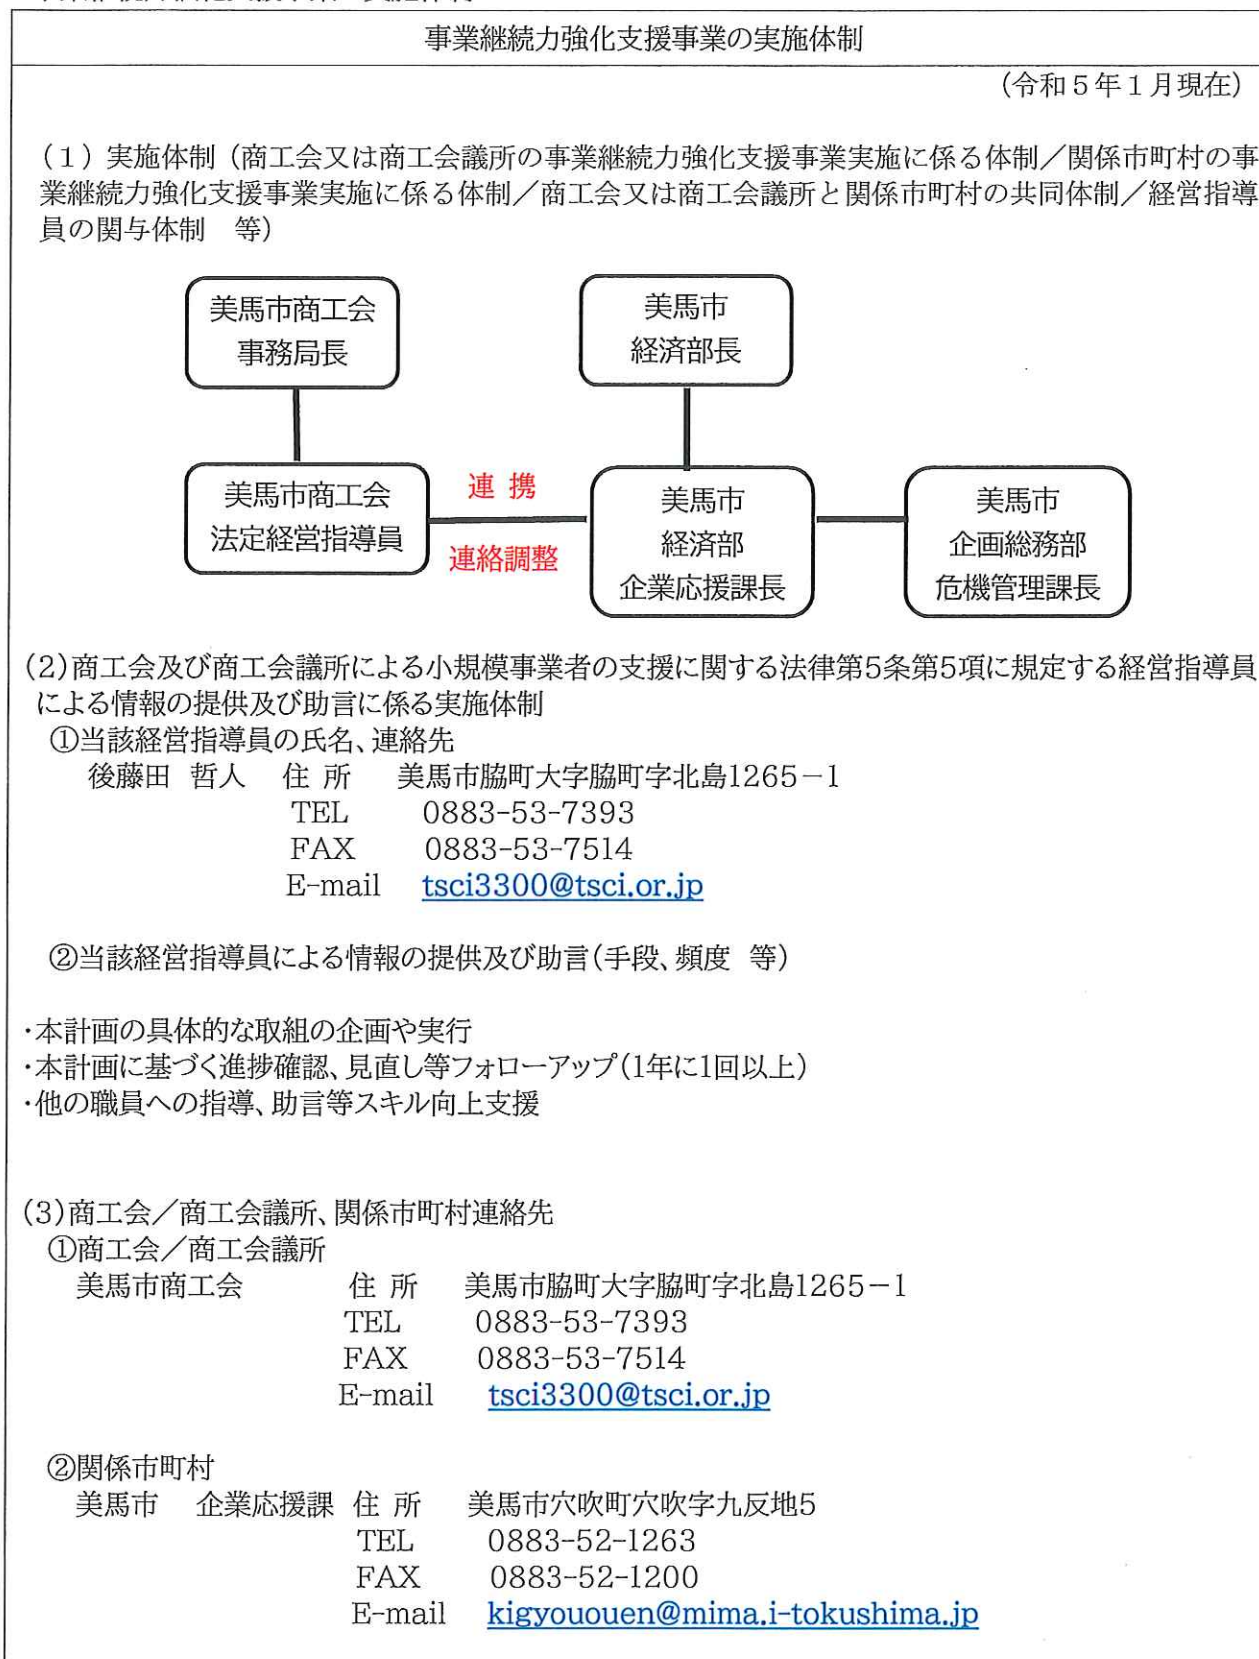 事業継続力強化支援事業の実施体制
(令和5年1月現在)
(1)実施体制(商工会又は商工会議所の事業継続力強化支援事業実施に係る体制/関係市町村の事
業継続力強化支援事業実施に係る体制/商工会又は商工会議所と関係市町村の共同体制/経営指導
員の関与体制 等)
美馬市商工会
事務局長
美馬市
経済部長
美馬市商工会
法定経営指導員
連 携
連絡調整
美馬市
経済部
企業応援課長
美馬市
企画総務部
危機管理課長
(2)商工会及び商工会議所による小規模事業者の支援に関する法律第5条第5項に規定する経営指導員
による情報の提供及び助言に係る実施体制
①当該経営指導員の氏名、連絡先
後藤田 哲人 住 所 美馬市脇町大字脇町字北島1265-1
TEL 0883-53-7393
FAX 0883-53-7514
E-mail tsci3300@tsci.or.jp
②当該経営指導員による情報の提供及び助言(手段、頻度 等)
・本計画の具体的な取組の企画や実行
・本計画に基づく進捗確認、見直し等フォローアップ(1年に1回以上)
・他の職員への指導、助言等スキル向上支援
(3)商工会/商工会議所、関係市町村連絡先
①商工会/商工会議所
美馬市商工会 住 所 美馬市脇町大字脇町字北島1265-1
TEL 0883-53-7393
FAX 0883-53-7514
E-mail tsci3300@tsci.or.jp
②関係市町村
美馬市 企業応援課 住 所 美馬市穴吹町穴吹字九反地5
TEL 0883-52-1263
FAX 0883-52-1200
E-mail kigyououen@mima.i-tokushima.jp